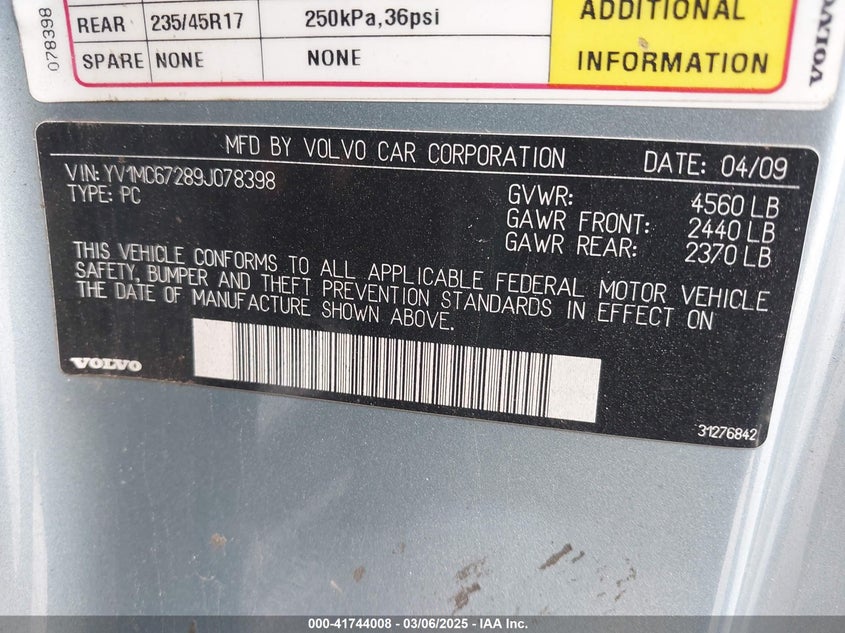 078398
REAR 235/45R17 250kPa,36psi
SPARE NONE NONE
ADDITIONAL
INFORMATION
VOLVO
MFD BY VOLVO CAR CORPORATION DATE: 04/09
VIN: YV1MC67289J078398
TYPE: PC
GVWR: 4560 LB
GAWR FRONT: 2440 LB
GAWR REAR: 2370 LB
THIS VEHICLE CONFORMS TO ALL APPLICABLE FEDERAL MOTOR VEHICLE
SAFETY, BUMPER AND THEFT PREVENTION STANDARDS IN EFFECT ON
THE DATE OF MANUFACTURE SHOWN ABOVE.
VOLVO
31276842
000-41744008 - 03/06/2025 - IAA Inc.